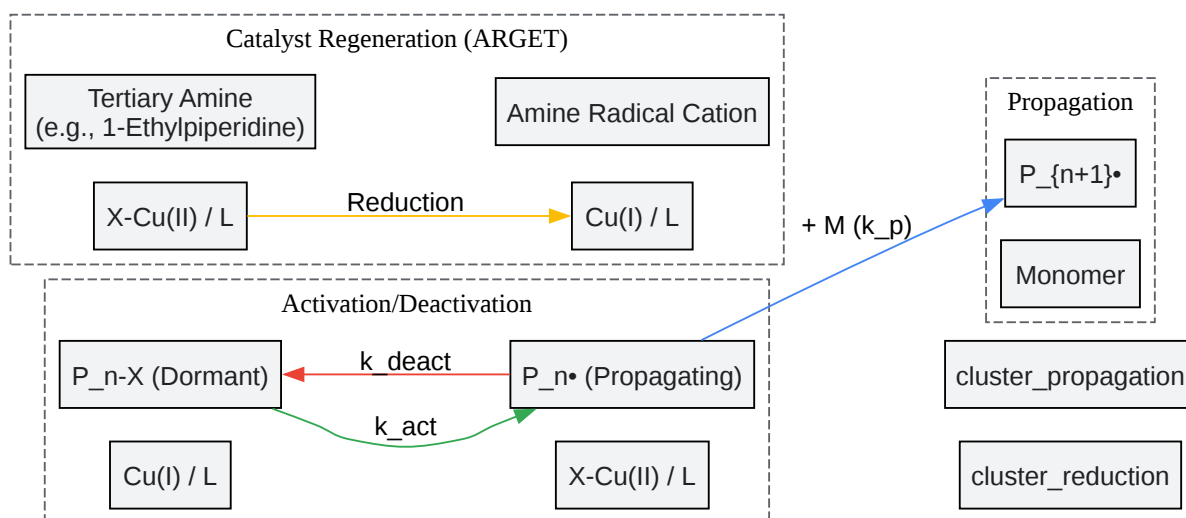 Catalyst Regeneration (ARGET)
Tertiary Amine
(e.g., 1-Ethylpiperidine)
Amine Radical Cation
X-Cu(II) / L
Reduction
Cu(I) / L
Activation/Deactivation
P_n-X (Dormant)
k_deact
k_act
P_n• (Propagating)
Cu(I) / L
X-Cu(II) / L
+ M (k_p)
Propagation
P_{n+1}•
Monomer
cluster_propagation
cluster_reduction